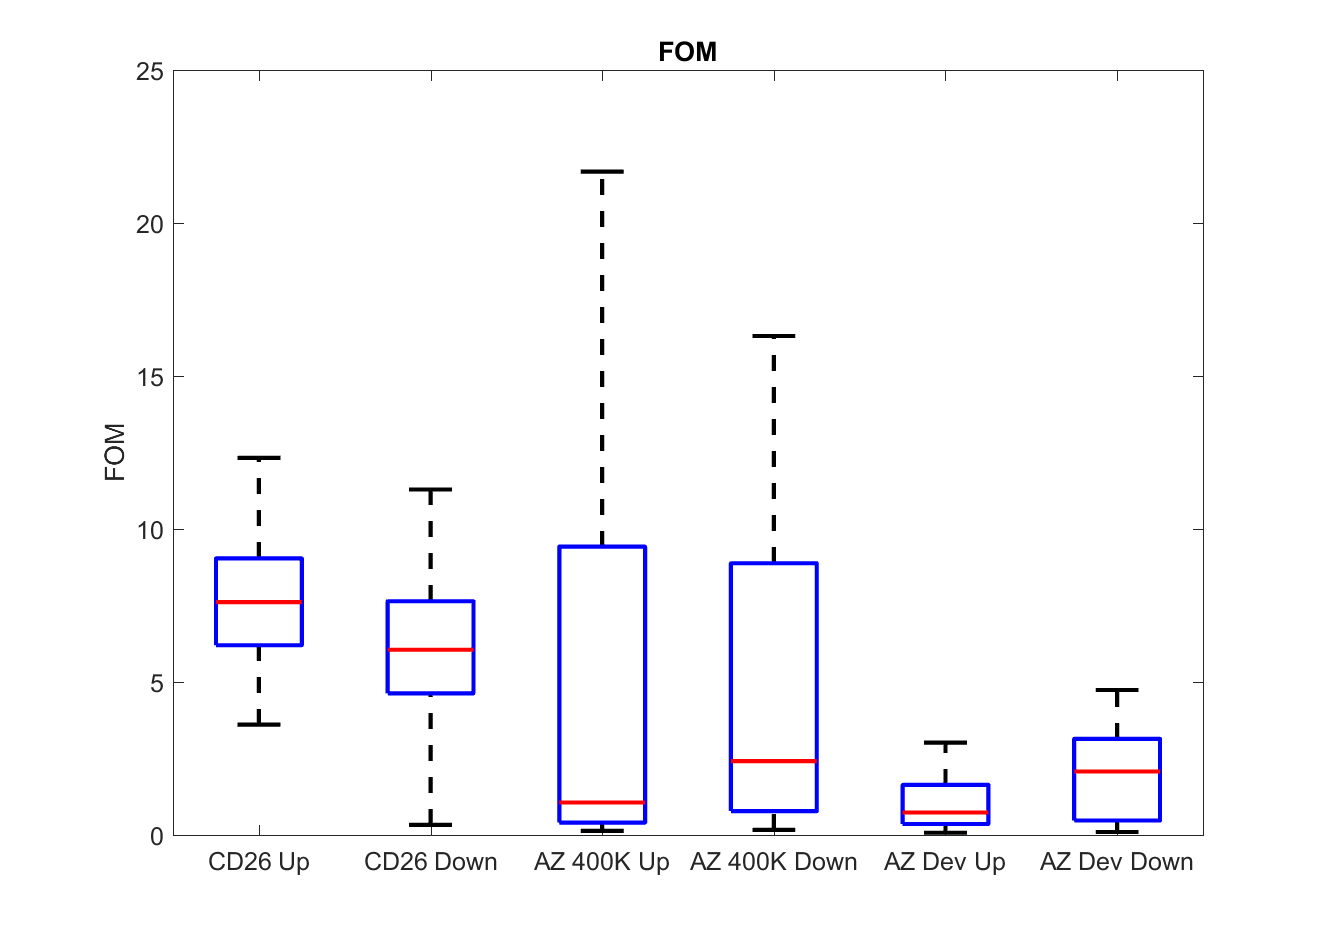 FOM
25
20
15
10
5
0
FOM
CD26 Up
CD26 Down
AZ 400K Up
AZ 400K Down
AZ Dev Up
AZ Dev Down